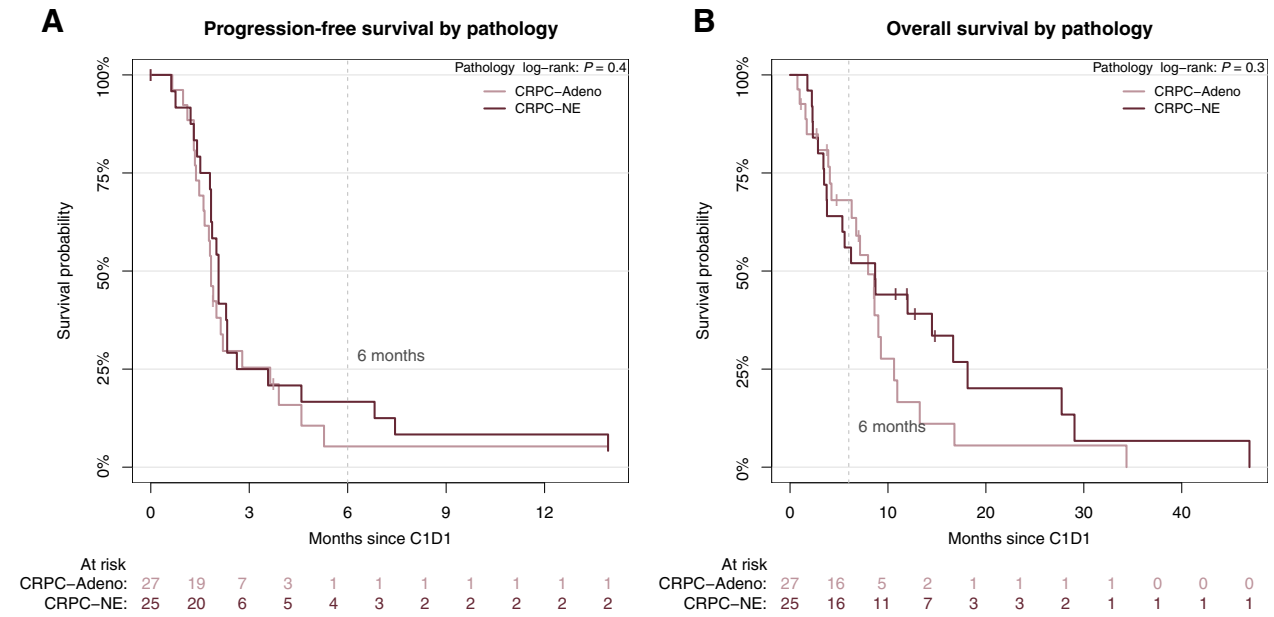 A
Progression-free survival by pathology
Pathology log−rank: P = 0.4
CRPC−Adeno
CRPC−NE
100%
75%
50%
25%
0%
Survival probability
6 months
0 3 6 9 12
Months since C1D1
At risk
CRPC−Adeno: 27 19 7 3 1 1 1 1 1 1 1
CRPC−NE: 25 20 6 5 4 3 2 2 2 2 2
B
Overall survival by pathology
Pathology log−rank: P = 0.3
CRPC−Adeno
CRPC−NE
100%
75%
50%
25%
0%
Survival probability
6 months
0 10 20 30 40
Months since C1D1
At risk
CRPC−Adeno: 27 16 5 2 1 1 1 1 0 0 0
CRPC−NE: 25 16 11 7 3 3 2 1 1 1 1